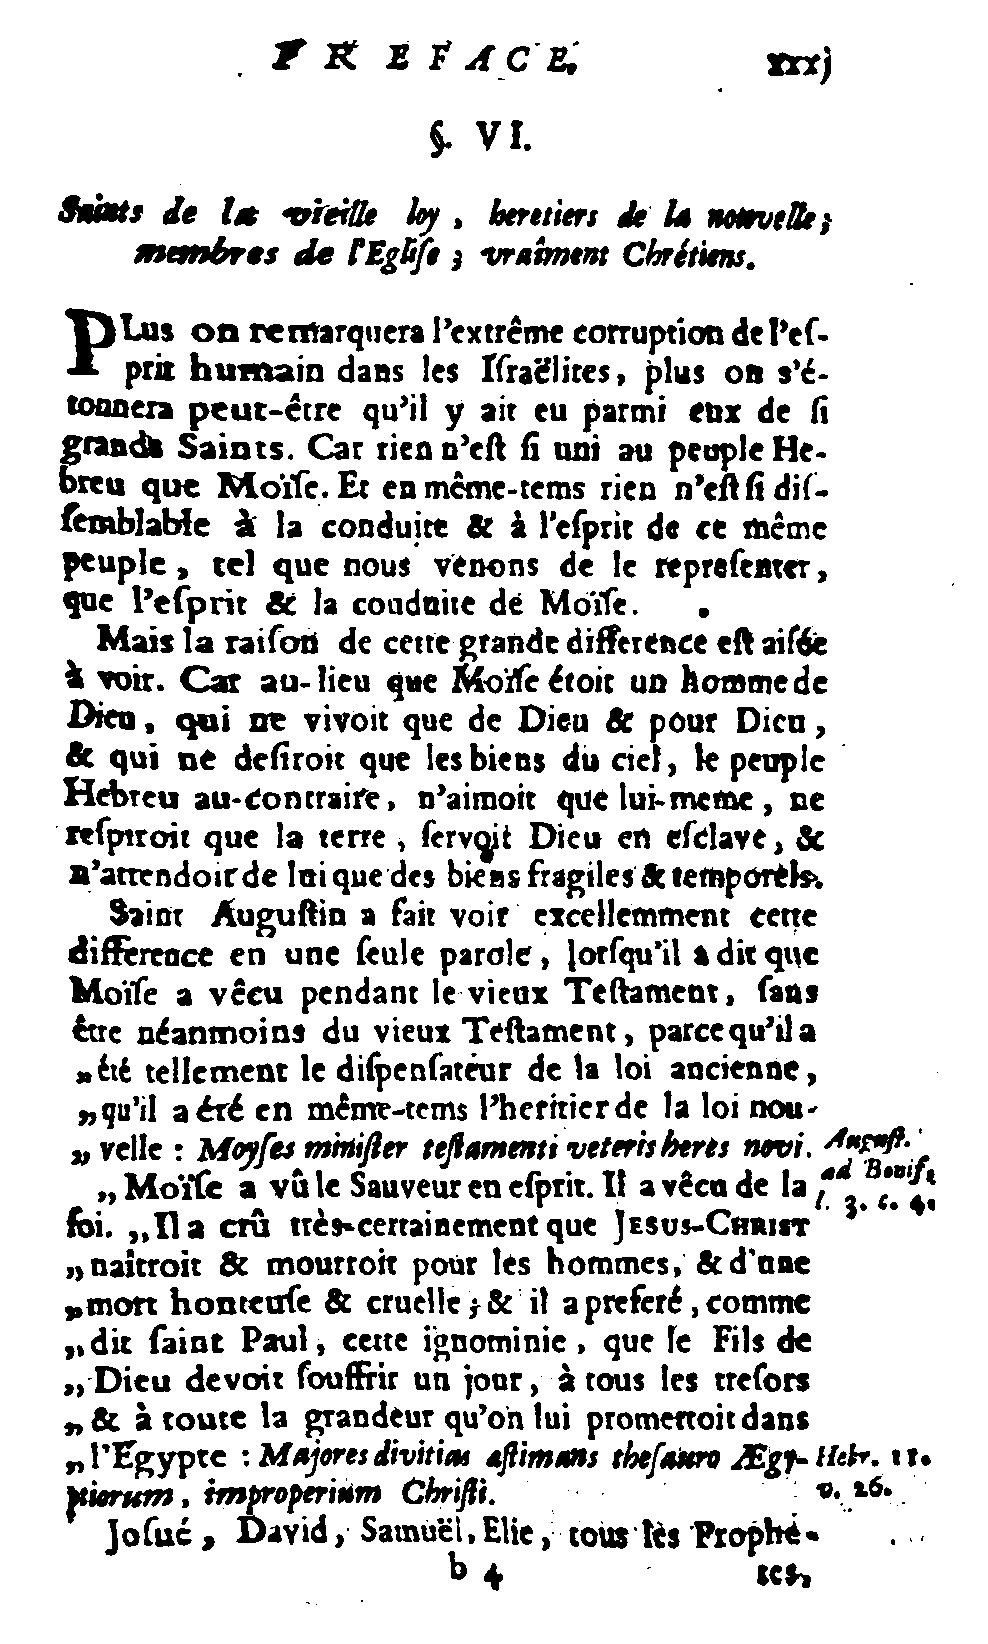 PREFACE. xxxj
§. VI.
Saints de la vieille loy, heretiers de la nouvelle;
membres de l'Egliſe; vraîment Chrétiens.
PLus on remarquera l'extrême corruption de l'eſ-
prit humain dans les Iſraëlites, plus on s'é-
tonnera peut-être qu'il y ait eu parmi eux de ſi
grands Saints. Car rien n'eſt ſi uni au peuple He-
breu que Moïſe. Et en même-tems rien n'eſt ſi diſ-
ſemblable à la conduite & à l'eſprit de ce même
peuple, tel que nous venons de le repreſenter,
que l'eſprit & la conduite de Moïſe.
Mais la raiſon de cette grande difference eſt aiſée
à voir. Car au-lieu que Moïſe étoit un homme de
Dieu, qui ne vivoit que de Dieu & pour Dieu,
& qui ne deſiroit que les biens du ciel, le peuple
Hebreu au-contraire, n'aimoit que lui-meme, ne
reſpiroit que la terre, ſervoit Dieu en eſclave, &
n'attendoit de lui que des biens fragiles & temporels.
Saint Auguſtin a fait voir excellemment cette
difference en une ſeule parole, lorſqu'il a dit que
Moïſe a vêcu pendant le vieux Teſtament, ſans
être néanmoins du vieux Teſtament, parce qu'il a
„été tellement le diſpenſateur de la loi ancienne,
„qu'il a été en même-tems l'heritier de la loi nou-
„velle : Moyſes miniſter teſtamenti veteris heres novi. Auguſt.
„Moïſe a vû le Sauveur en eſprit. Il a vêcu de la ad Bonif.
l. 3. c. 4.
foi. „Il a crû très-certainement que JESUS-CHRIST
„naîtroit & mourroit pour les hommes, & d'une
„mort honteuſe & cruelle; & il a preferé, comme
„dit ſaint Paul, cette ignominie, que le Fils de
„Dieu devoit ſouffrir un jour, à tous les treſors
„& à toute la grandeur qu'on lui promettoit dans
„l'Egypte : Majores divitias æſtimans theſauro Ægy- Hebr. 11.
ptiorum, improperium Chriſti. v. 26.
Joſué, David, Samuël, Elie, tous les Prophé-
b 4 tes,